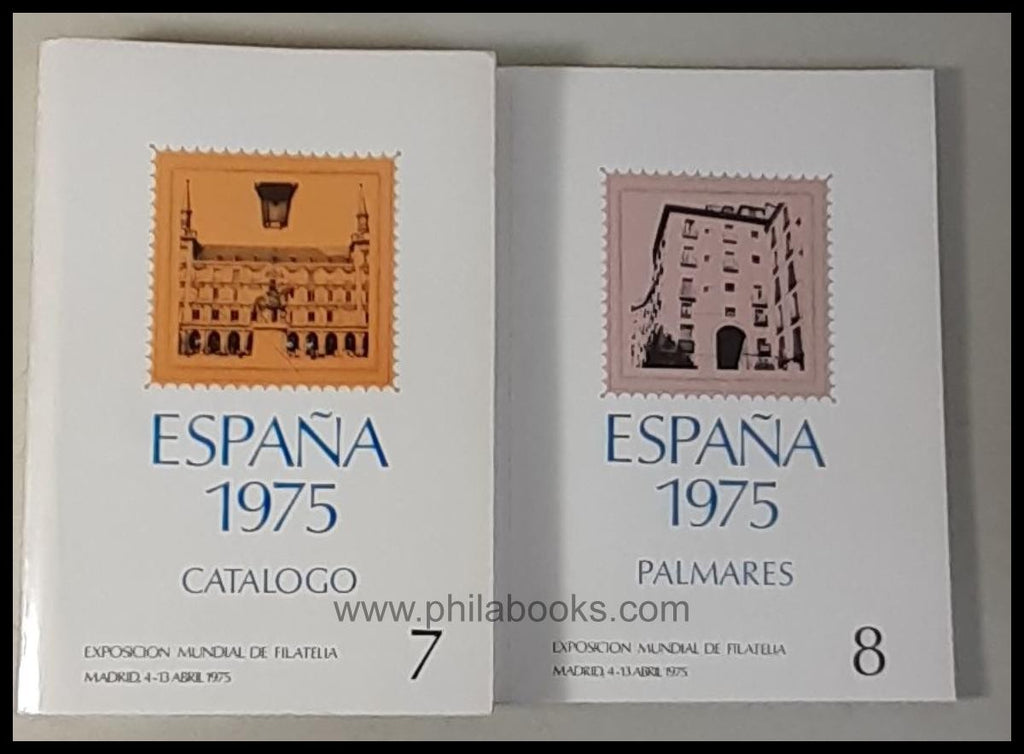 ESPAÑA
1975
CATALOGO
EXPOSICION MUNDIAL DE FILATELIA
MADRID, 4-13 ABRIL 1975
7
ESPAÑA
1975
PALMARES
EXPOSICION MUNDIAL DE FILATELIA
MADRID, 4-13 ABRIL 1975
8
www.philabooks.com